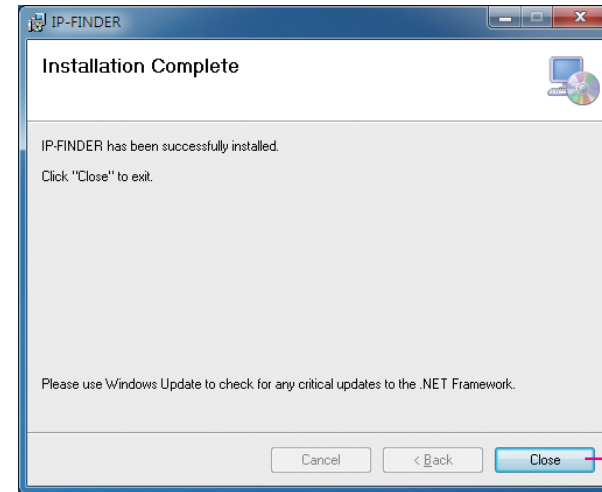 IP-FINDER
Installation Complete
IP-FINDER has been successfully installed.
Click "Close" to exit.
Please use Windows Update to check for any critical updates to the .NET Framework.
Cancel
< Back
Close